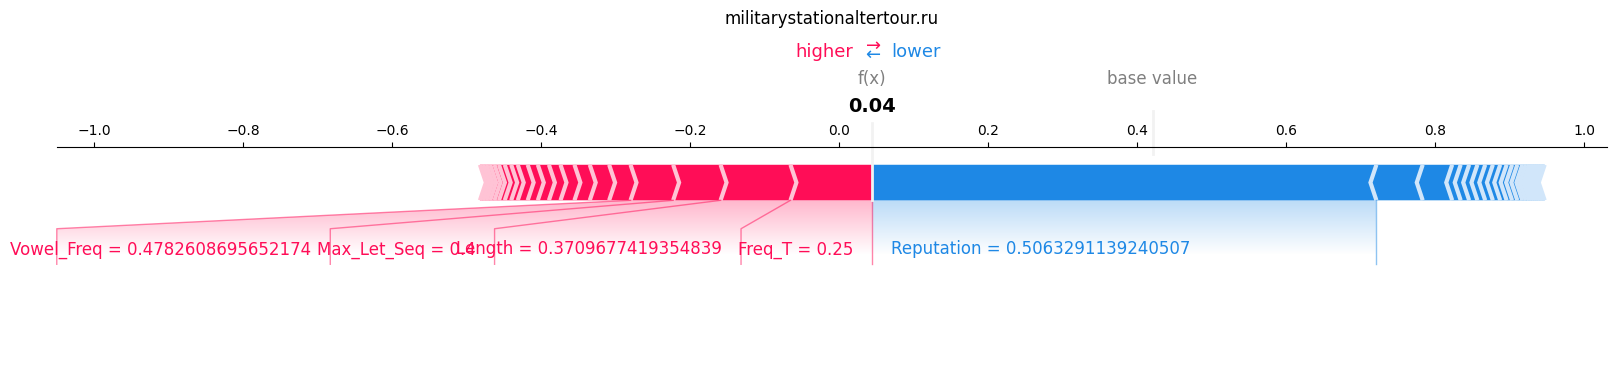 militarystationaltertour.ru
higher ⇄ lower
f(x) base value
0.04
−1.0 −0.8 −0.6 −0.4 −0.2 0.0 0.2 0.4 0.6 0.8 1.0
Vowel_Freq = 0.4782608695652174 Max_Let_Seq = 0.4 Length = 0.3709677419354839 Freq_T = 0.25 Reputation = 0.5063291139240507